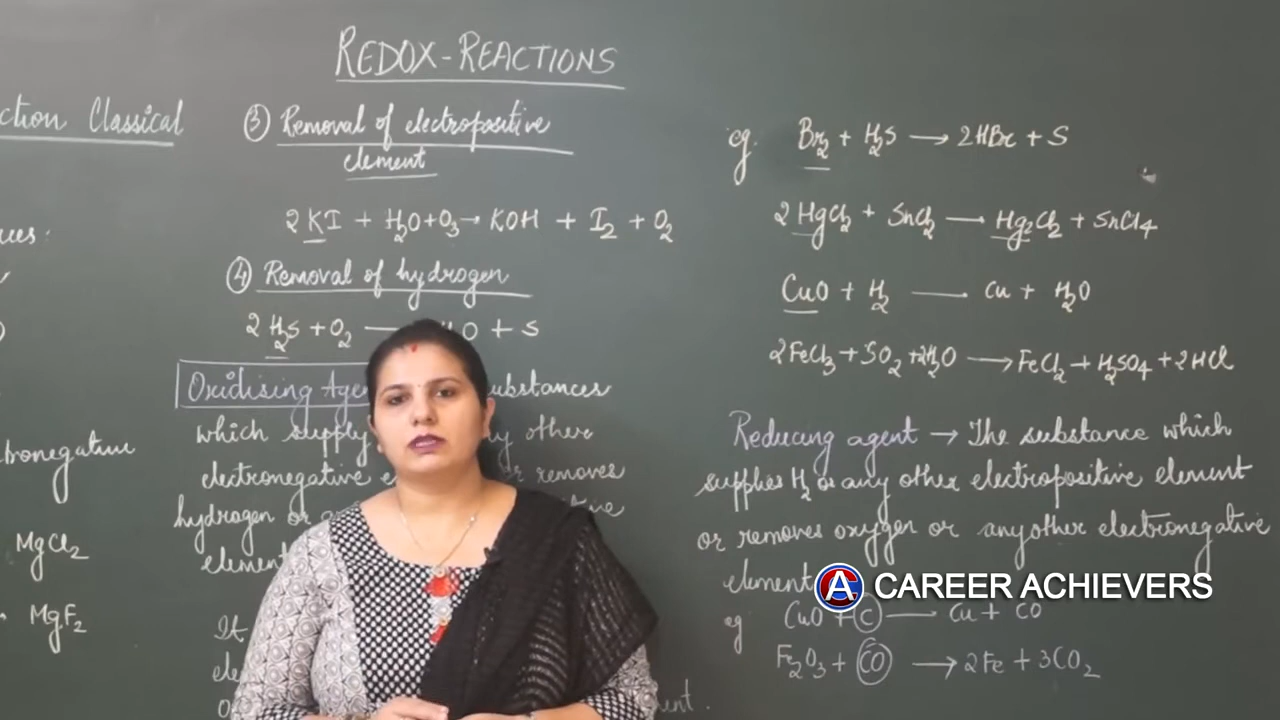 REDOX-REACTIONS
ction Classical
MgCl2
MgF2
③ Removal of electropositive
element
2KI + H2O+O3→KOH + I2 + O2
④ Removal of hydrogen
2H2S + O2 → O + S
Oxidising Age ubstances
which supply y other
electronegative e r removes
hydrogen or a tive
element
It
ele
ent.
eg. Br2 + H2S → 2HBr + S
2HgCl2 + SnCl2 → Hg2Cl2 + SnCl4
CuO + H2 → Cu + H2O
2FeCl3 + SO2 + 2H2O → FeCl2 + H2SO4 + 2HCl
Reducing agent → The substance which
supplies H2 or any other electropositive element
or removes oxygen or anyother electronegative
element
CA CAREER ACHIEVERS
eg CuO + C → Cu + CO
Fe2O3 + CO → 2Fe + 3CO2